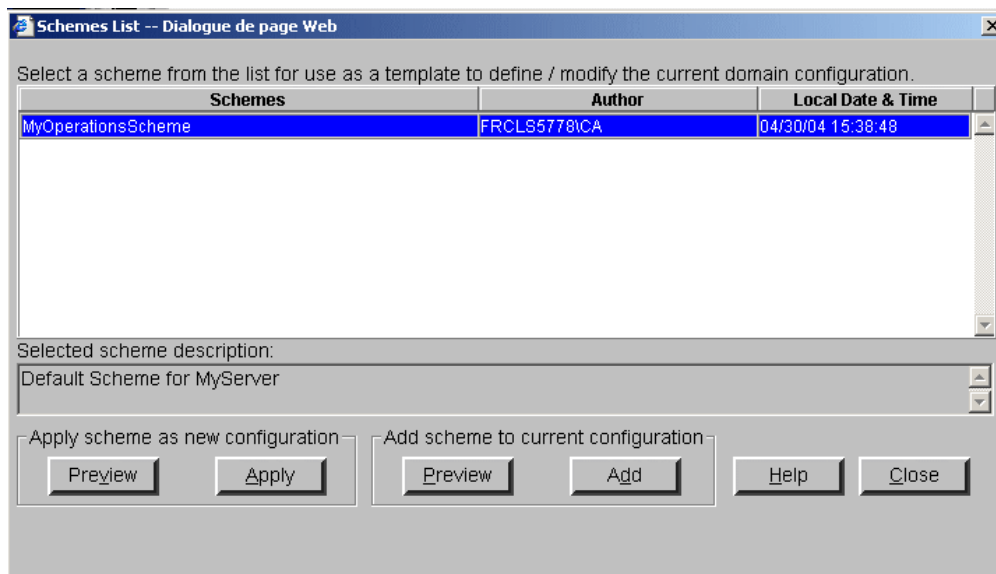 Schemes List -- Dialogue de page Web
Select a scheme from the list for use as a template to define / modify the current domain configuration.
Schemes Author Local Date & Time
MyOperationsScheme FRCLS5778\CA 04/30/04 15:38:48
Selected scheme description:
Default Scheme for MyServer
Apply scheme as new configuration Add scheme to current configuration
Preview Apply Preview Add Help Close